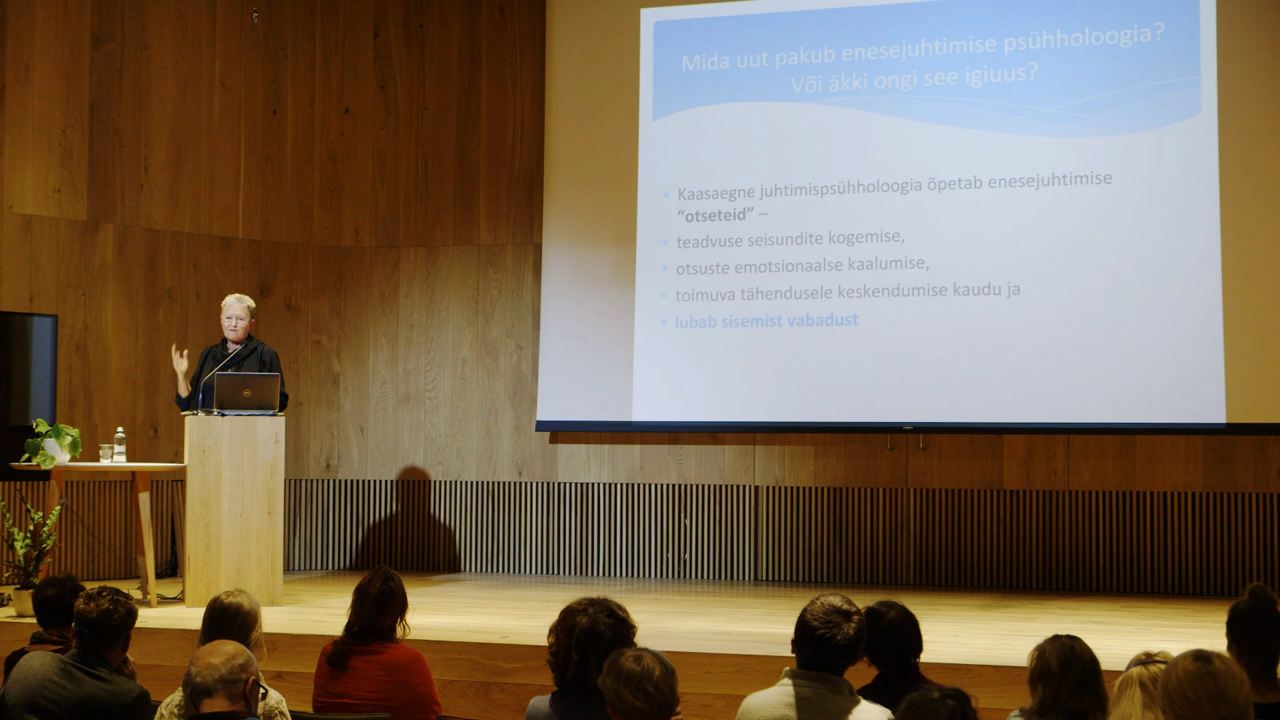 Mida uut pakub enesejuhtimise psühholoogia?
Või äkki ongi see igiuus?
Kaasaegne juhtimispsühholoogia õpetab enesejuhtimise
“otseteid” –
teadvuse seisundite kogemise,
otsuste emotsionaalse kaalumise,
toimuva tähendusele keskendumise kaudu ja
lubab sisemist vabadust
DELL